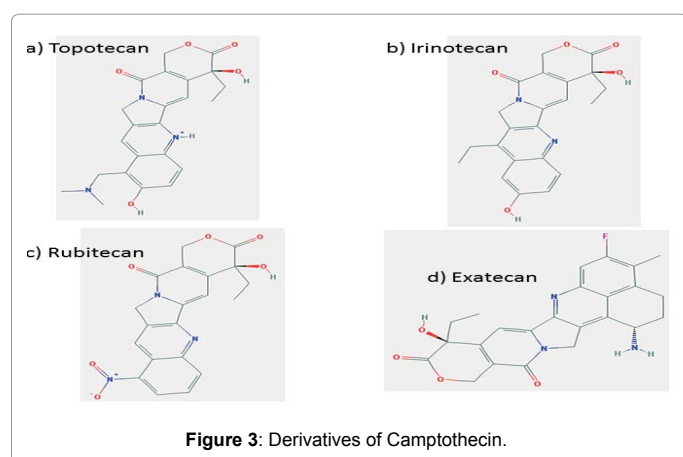 a) Topotecan
b) Irinotecan
c) Rubitecan
d) Exatecan
O
O
O
O
H
N
N
+
H
N
O
H
O
O
O
O
H
N
N
O
H
O
O
O
O
H
N
N
O
N
+
-
O
F
N
H
O
O
O
N
O
H
N
H
Figure 3: Derivatives of Camptothecin.